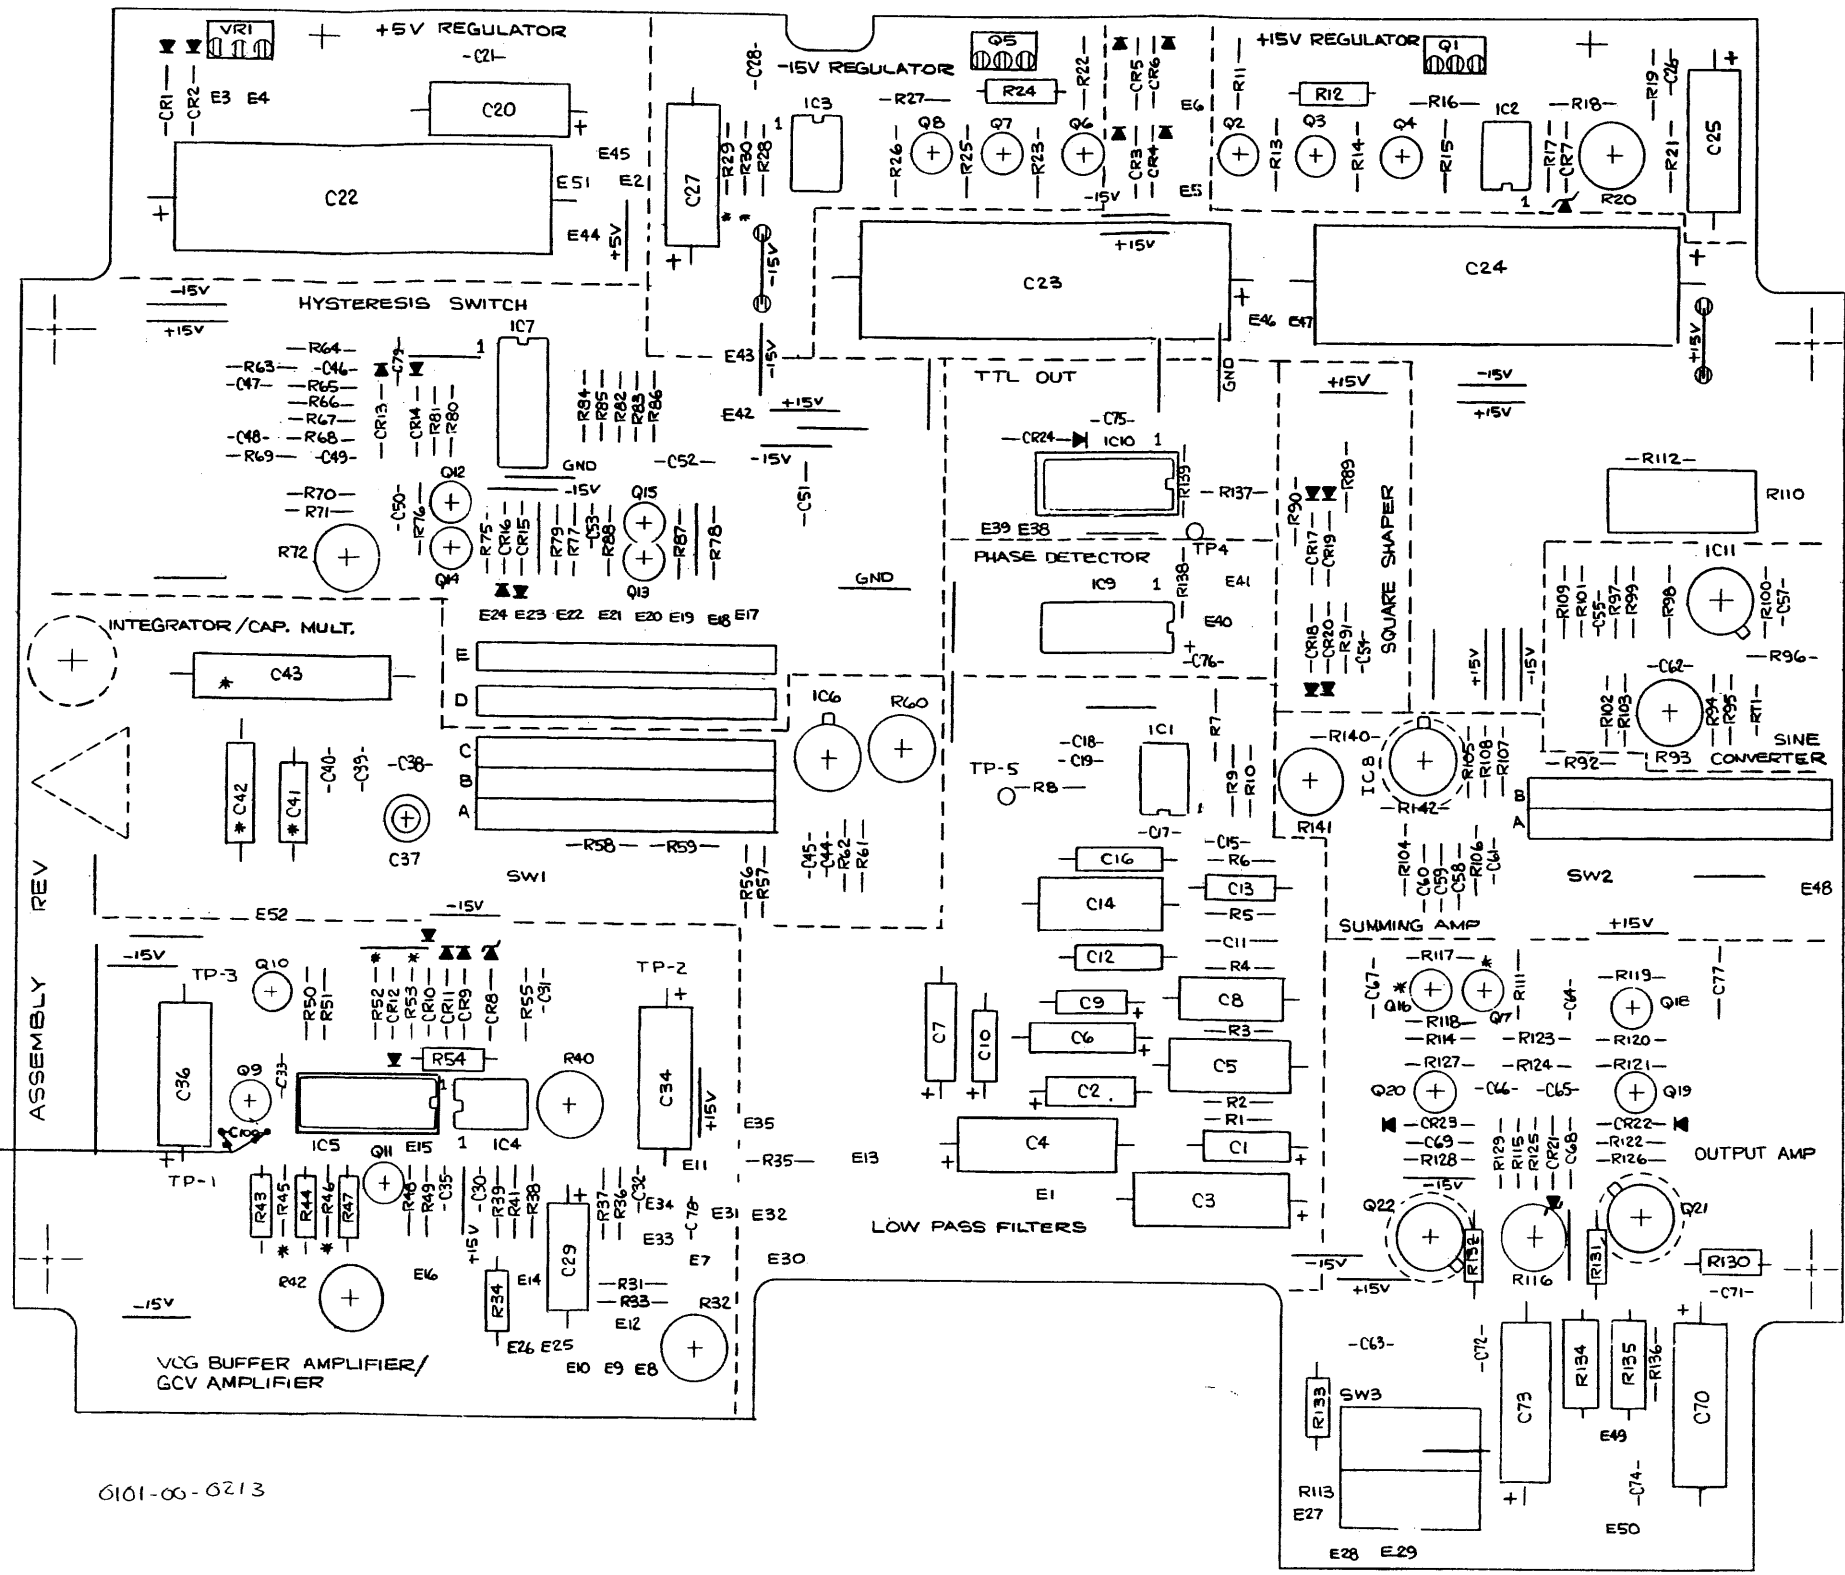 VR1
+5V REGULATOR
-C21-
CR1
CR2
E3 E4
C20
+
E45
E51 E2
C22
+
E44
+5V
C28
-15V REGULATOR
Q5
R22
R24
R27
IC3
1
C27
+
R29
R30
R28
*
*
R26
Q8
R25
Q7
R23
Q6
CR5
CR6
E6
CR3
CR4
E5
-15V
+15V
+15V REGULATOR
Q1
R11
R12
R16
IC2
R18
R19
C26
+
C25
Q2
R13
Q3
R14
Q4
R15
R17
CR7
1
R20
R21
-15V
C23
+
E46 E47
C24
+
+15V
-15V
+15V
HYSTERESIS SWITCH
IC7
1
R64
R63
C46
C79
C47
R65
R66
R67
C48
R68
R69
C49
CR13
CR14
R81
R80
R84
R85
R82
R83
R86
E43
-15V
E42
+15V
-15V
GND
-15V
C52
C51
R70
R71
R72
C50
R76
Q12
Q14
R75
CR16
CR15
R79
R77
C53
R88
Q15
Q13
R87
R78
E24 E23 E22 E21 E20 E19 E18 E17
GND
TTL OUT
GND
C75
CR24
IC10 1
R139
R137
E39 E38
TP4
PHASE DETECTOR
IC9 1
R138
E41
E40
+
C76
+15V
R89
R90
CR17
CR19
CR18
CR20
R91
C54
SQUARE SHAPER
-15V
+15V
R112
R110
IC11
R109
R101
C55
R97
R99
R98
R100
C57
R96
C62
R102
R103
R94
R95
RT1
R93
R92
SINE
CONVERTER
+15V
-15V
INTEGRATOR/CAP. MULT.
C43
*
E
D
C
B
A
IC6
R60
C42
*
C41
*
C40
C39
C38
C37
R58
R59
SW1
R56
R57
C45
C44
R62
R61
C18
C19
IC1
1
R7
TP-5
R8
R9
R10
C17
C15
R6
C16
C14
C13
R5
C11
C12
R4
C9
+
C8
C7
+
C10
+
C6
+
R3
C5
C2
+
R2
R1
C4
+
C1
+
C3
+
E1
LOW PASS FILTERS
R140
R141
IC8
R142
R105
R108
R107
B
A
R104
C60
C59
C58
R106
C61
SW2
E48
SUMMING AMP
+15V
ASSEMBLY REV
E52
-15V
-15V
TP-3
Q10
R50
R51
R52
*
CR12
R53
*
CR10
CR11
CR9
CR8
R55
C31
TP-2
+
C36
+
Q9
C33
R54
R40
C34
+15V
C100
IC5
E15
1
IC4
1
Q11
TP-1
R43
R45
*
R44
R46
*
R47
R48
R49
C35
C30
+15V
R39
R41
R38
+
C29
R37
R36
C32
E35
E11
R35
E13
E34
C78
E31 E32
E33
E7
E30
R42
E16
R34
E14
R31
R33
E12
R32
E26 E25
E10 E9 E8
-15V
VCG BUFFER AMPLIFIER/
GCV AMPLIFIER
C67
R117
*
*
Q16
Q17
R111
C64
R119
Q18
C77
R118
R114
R123
R120
R127
R124
R121
Q20
C66
C65
Q19
CR23
C69
R128
-15V
R129
R115
R125
CR21
C68
CR22
R122
R126
OUTPUT AMP
Q22
R132
R116
R131
Q21
-15V
+15V
R130
C71
C63
C72
C73
+
R134
R135
R136
+
C70
R133
SW3
E49
C74
R113
E27
E50
E28 E29
0101-00-0213